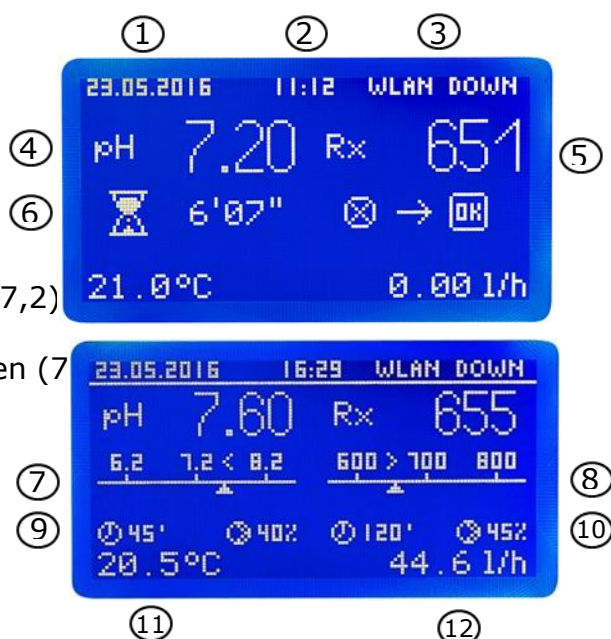 ① ② ③
23.05.2016 11:12 WLAN DOWN
④ pH 7.20 Rx 651 ⑤
⑥ 6'07" → OK
7,2)
21.0°C 0.00 l/h
en (7
23.05.2016 16:29 WLAN DOWN
pH 7.60 Rx 655
6.2 7.2 < 8.2 600 > 700 800
⑦ ⑧
⑨ 45' 40% 120' 45% ⑩
20.5°C 44.6 l/h
⑪ ⑫